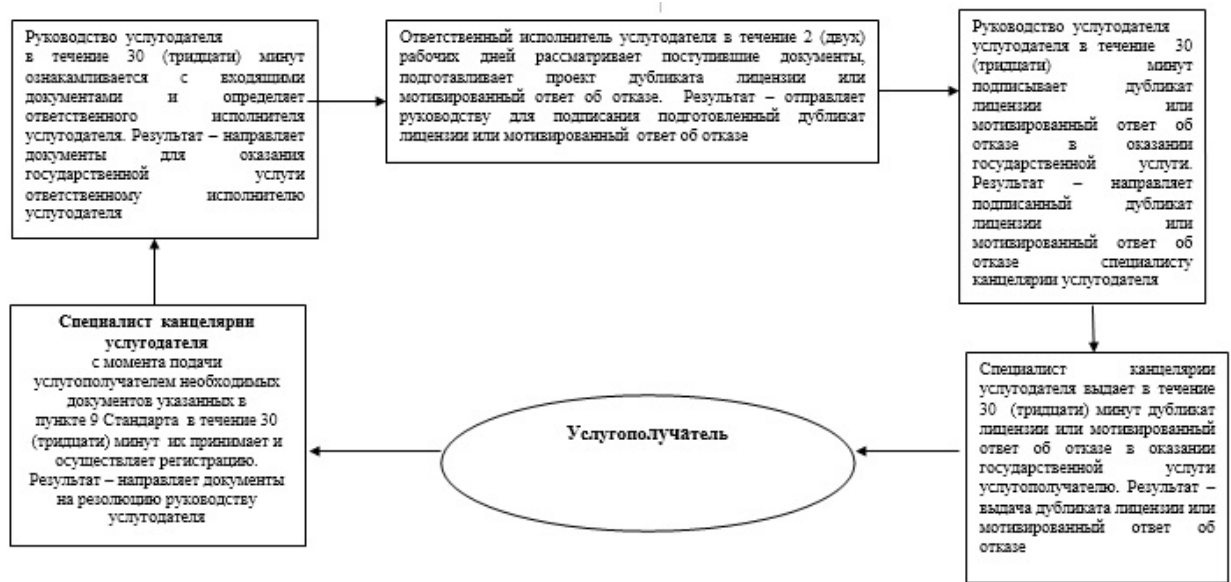 Руководство услугодателя
в течение 30 (тридцати) минут
ознакамливается с входящими
документами и определяет
ответственного исполнителя
услугодателя. Результат – направляет
документы для оказания
государственной услуги
ответственному исполнителю
услугодателя
Ответственный исполнитель услугодателя в течение 2 (двух)
рабочих дней рассматривает поступившие документы,
подготавливает проект дубликата лицензии или
мотивированный ответ об отказе. Результат – отправляет
руководству для подписания подготовленный дубликат
лицензии или мотивированный ответ об отказе
Руководство услугодателя
услугодателя в течение 30
(тридцати) минут
подписывает дубликат
лицензии или
мотивированный ответ об
отказе в оказании
государственной услуги.
Результат – направляет
подписанный дубликат
лицензии или
мотивированный ответ об
отказе специалисту
канцелярии услугодателя
Специалист канцелярии
услугодателя
с момента подачи
услугополучателем необходимых
документов указанных в
пункте 9 Стандарта в течение 30
(тридцати) минут их принимает и
осуществляет регистрацию.
Результат – направляет документы
на резолюцию руководству
услугодателя
Услугополучатель
Специалист канцелярии
услугодателя выдает в течение
30 (тридцати) минут дубликат
лицензии или мотивированный
ответ об отказе в оказании
государственной услуги
услугополучателю. Результат –
выдача дубликата лицензии или
мотивированный ответ об
отказе